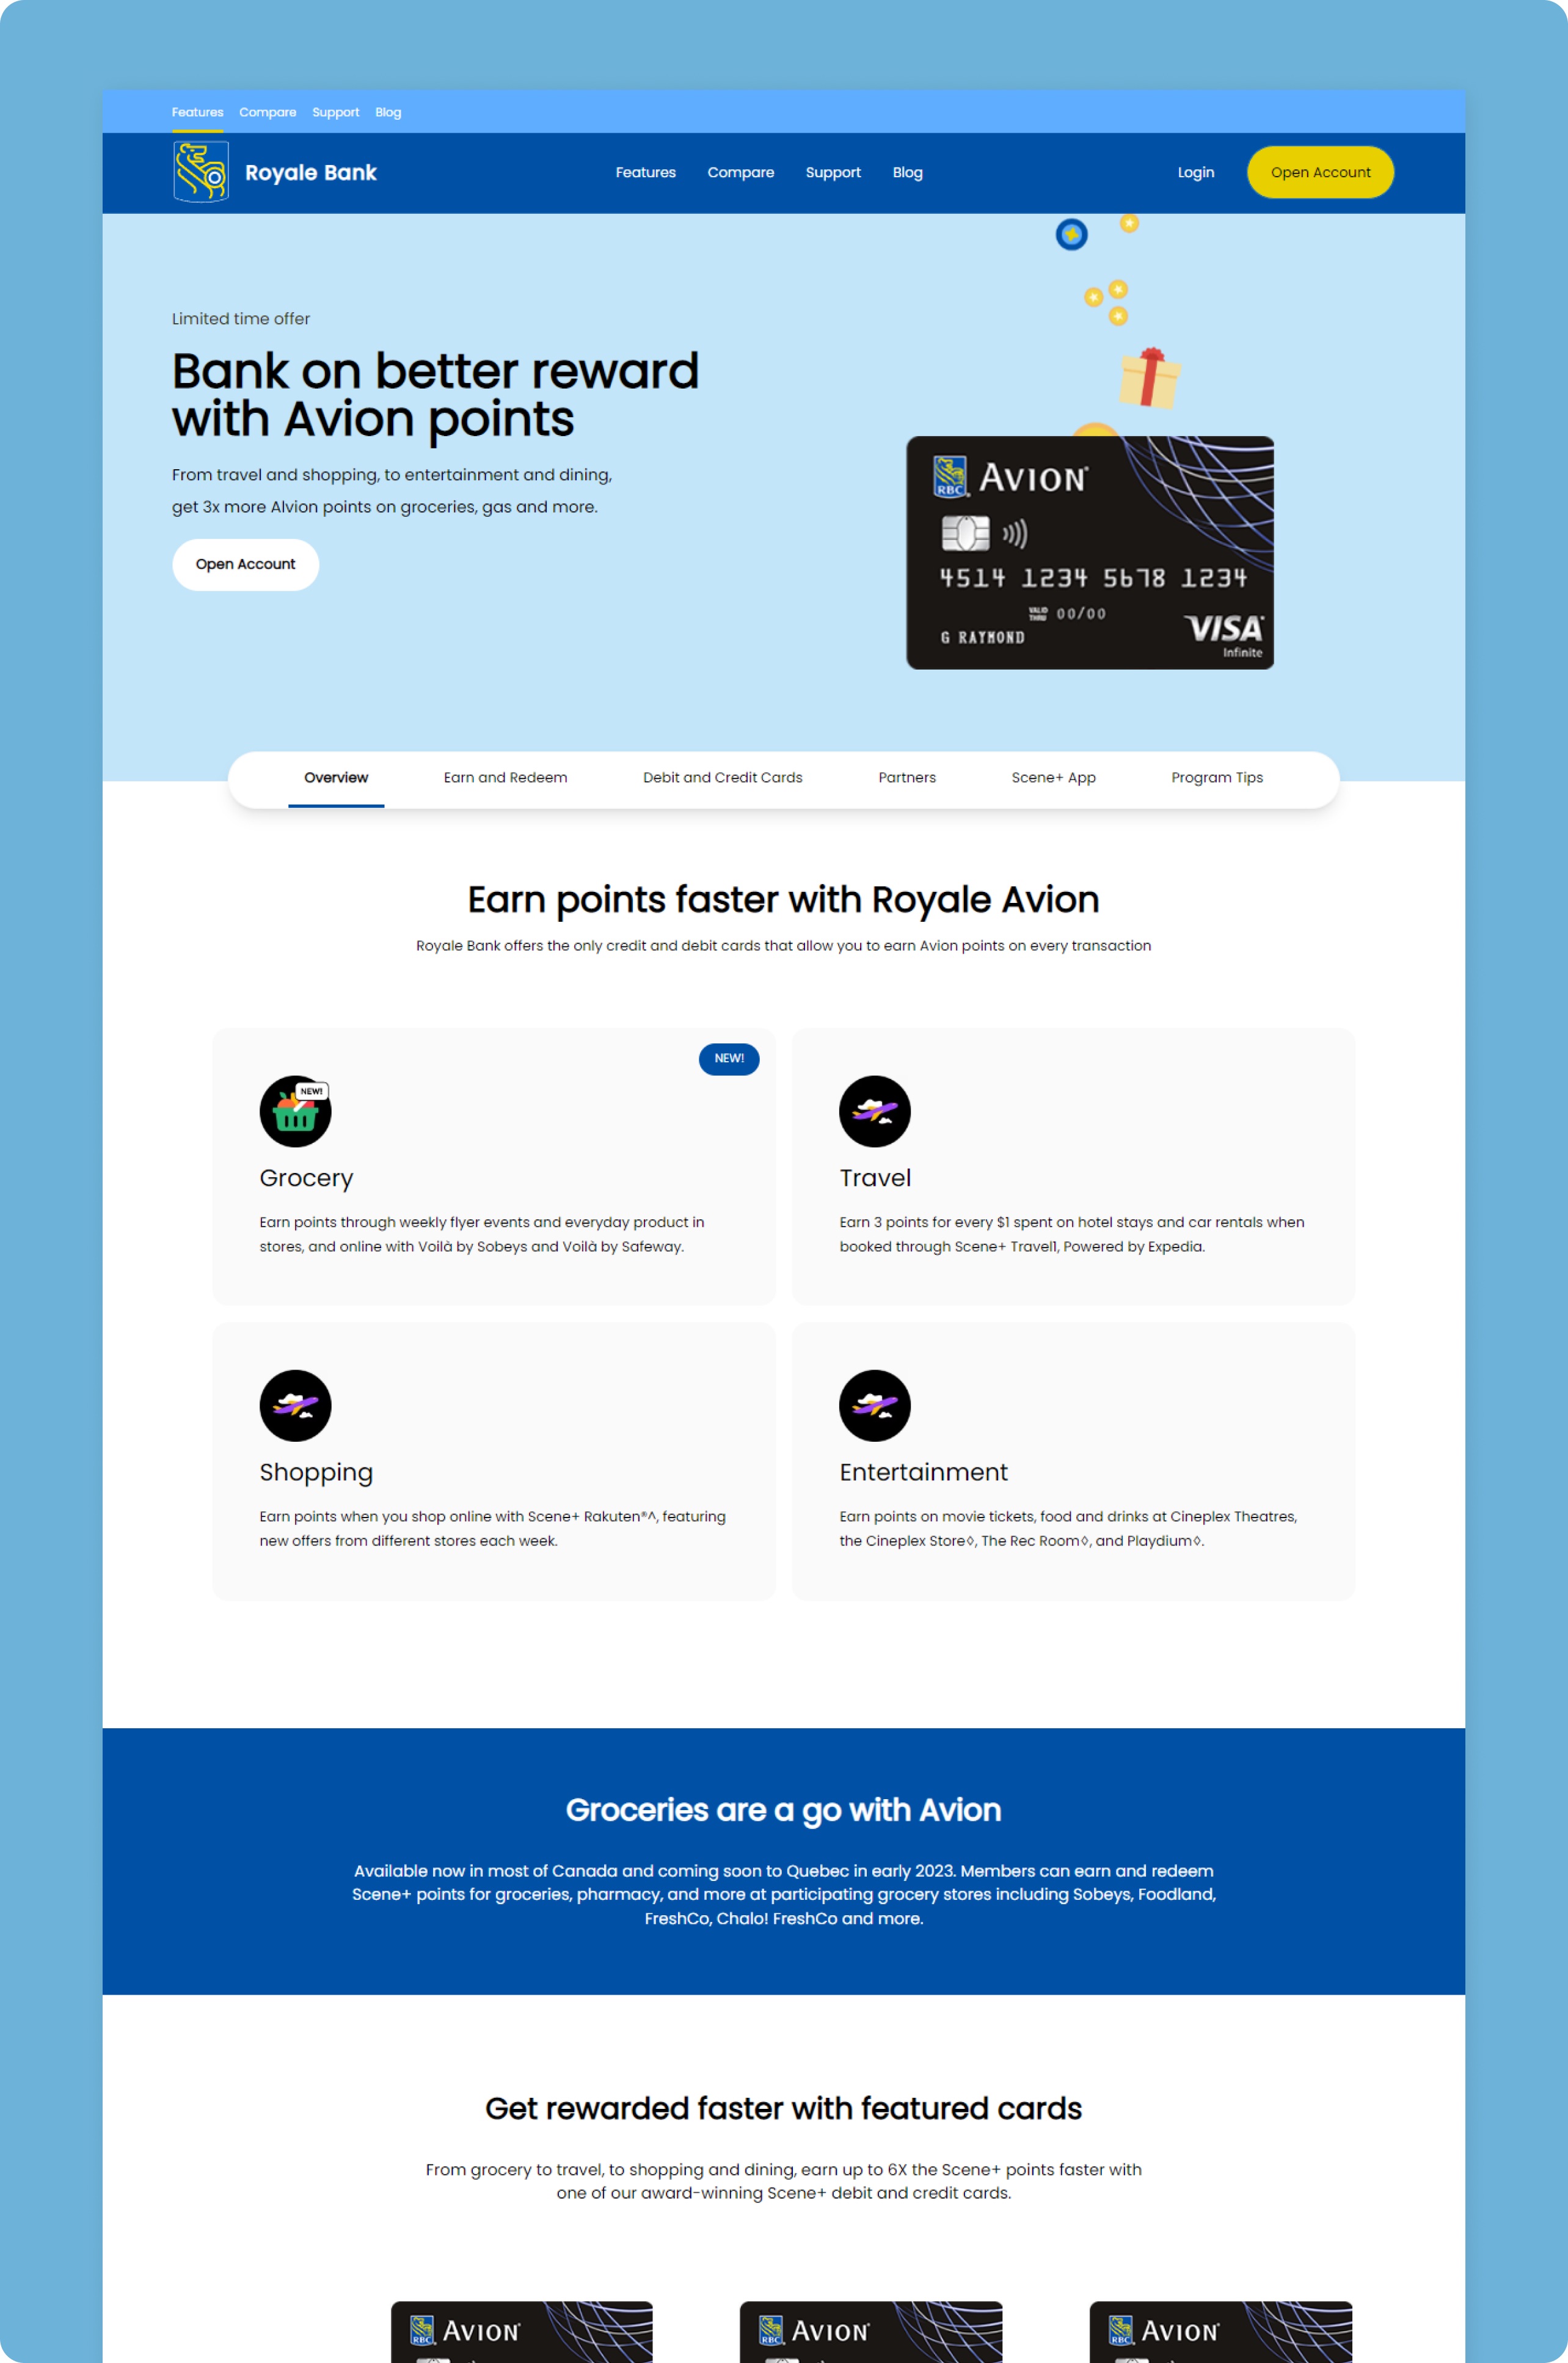 Features Compare Support Blog
Royale Bank
Features Compare Support Blog
Login
Open Account
Limited time offer
Bank on better reward
with Avion points
From travel and shopping, to entertainment and dining,
get 3x more Alvion points on groceries, gas and more.
Open Account
RBC AVION®
4514 1234 5678 1234
VALID THRU 00/00
G RAYMOND
VISA
Infinite
Overview Earn and Redeem Debit and Credit Cards Partners Scene+ App Program Tips
Earn points faster with Royale Avion
Royale Bank offers the only credit and debit cards that allow you to earn Avion points on every transaction
NEW!
NEW!
Grocery
Earn points through weekly flyer events and everyday product in
stores, and online with Voilà by Sobeys and Voilà by Safeway.
Travel
Earn 3 points for every $1 spent on hotel stays and car rentals when
booked through Scene+ Travel1, Powered by Expedia.
Shopping
Earn points when you shop online with Scene+ Rakuten®^, featuring
new offers from different stores each week.
Entertainment
Earn points on movie tickets, food and drinks at Cineplex Theatres,
the Cineplex Store◊, The Rec Room◊, and Playdium◊.
Groceries are a go with Avion
Available now in most of Canada and coming soon to Quebec in early 2023. Members can earn and redeem
Scene+ points for groceries, pharmacy, and more at participating grocery stores including Sobeys, Foodland,
FreshCo, Chalo! FreshCo and more.
Get rewarded faster with featured cards
From grocery to travel, to shopping and dining, earn up to 6X the Scene+ points faster with
one of our award-winning Scene+ debit and credit cards.
RBC AVION®
RBC AVION®
RBC AVION®